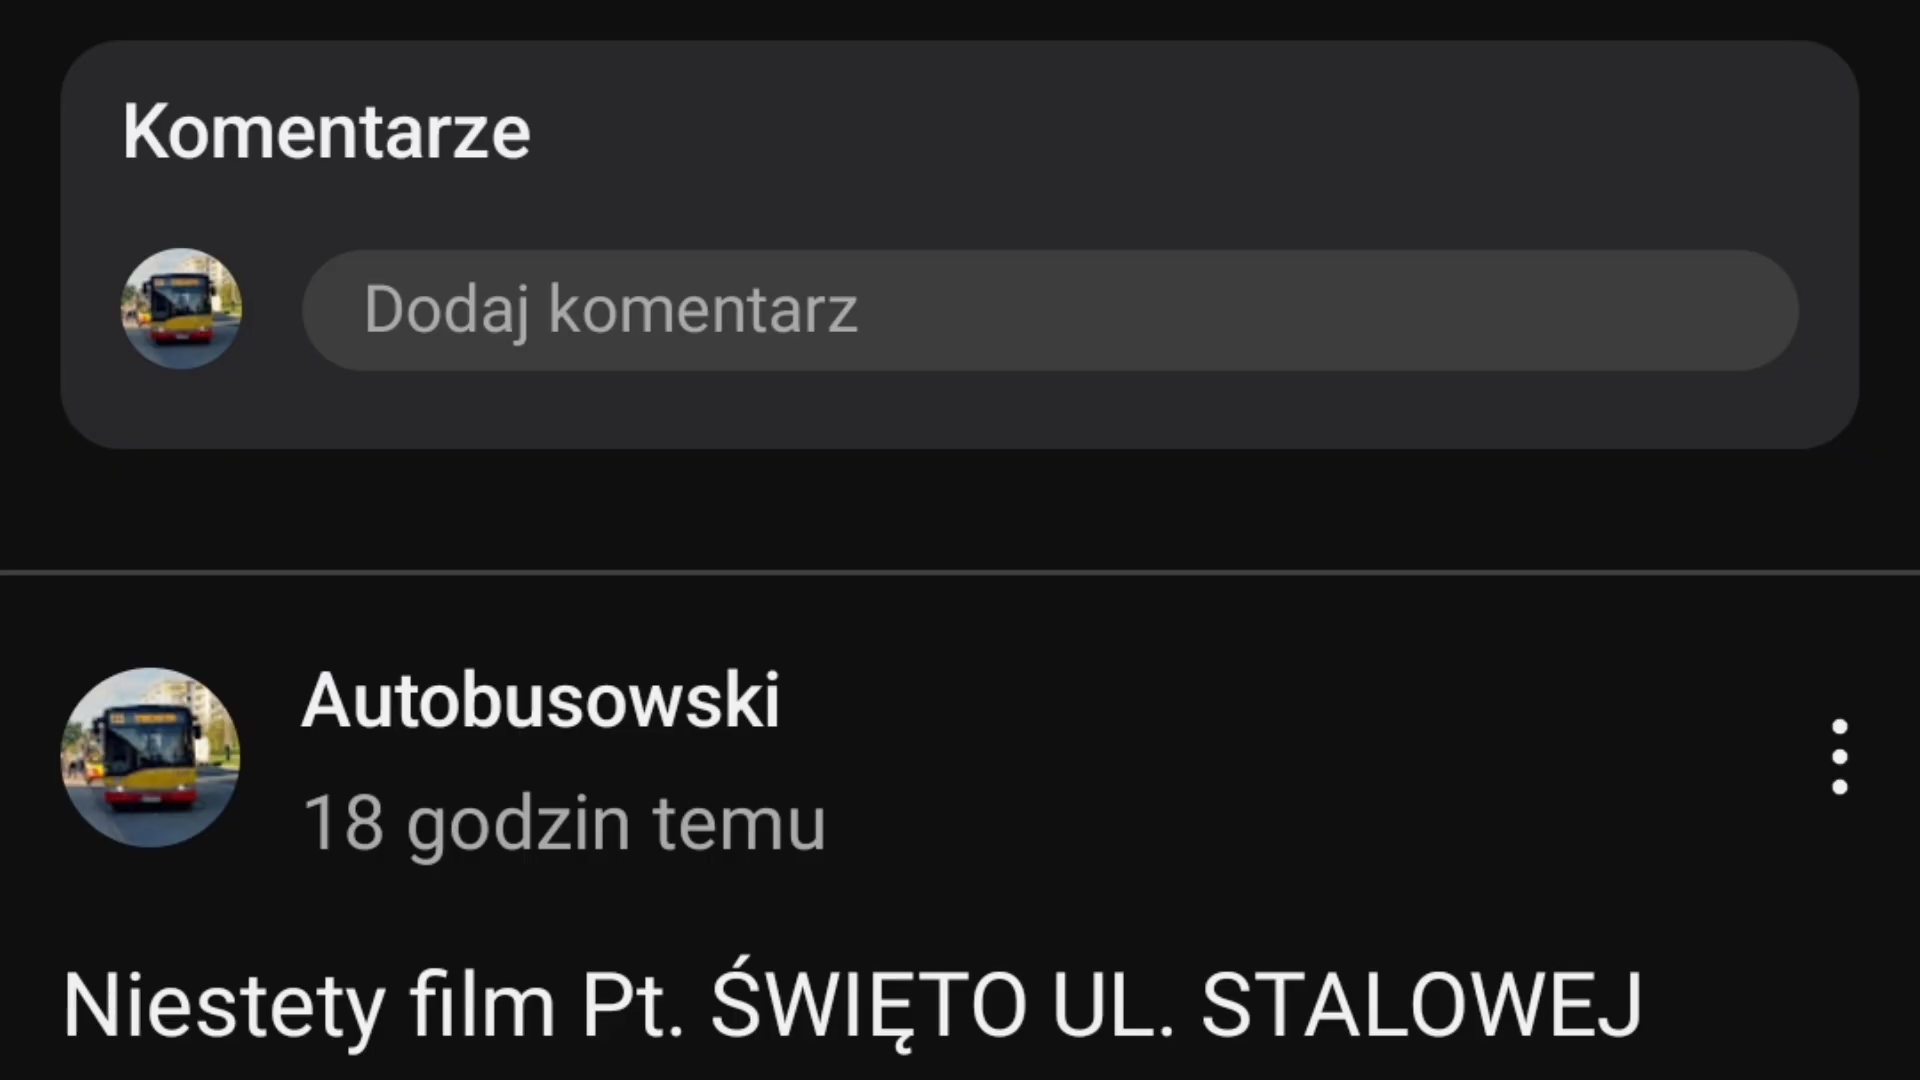 Komentarze
Dodaj komentarz
Autobusowski
18 godzin temu
Niestety film Pt. ŚWIĘTO UL. STALOWEJ